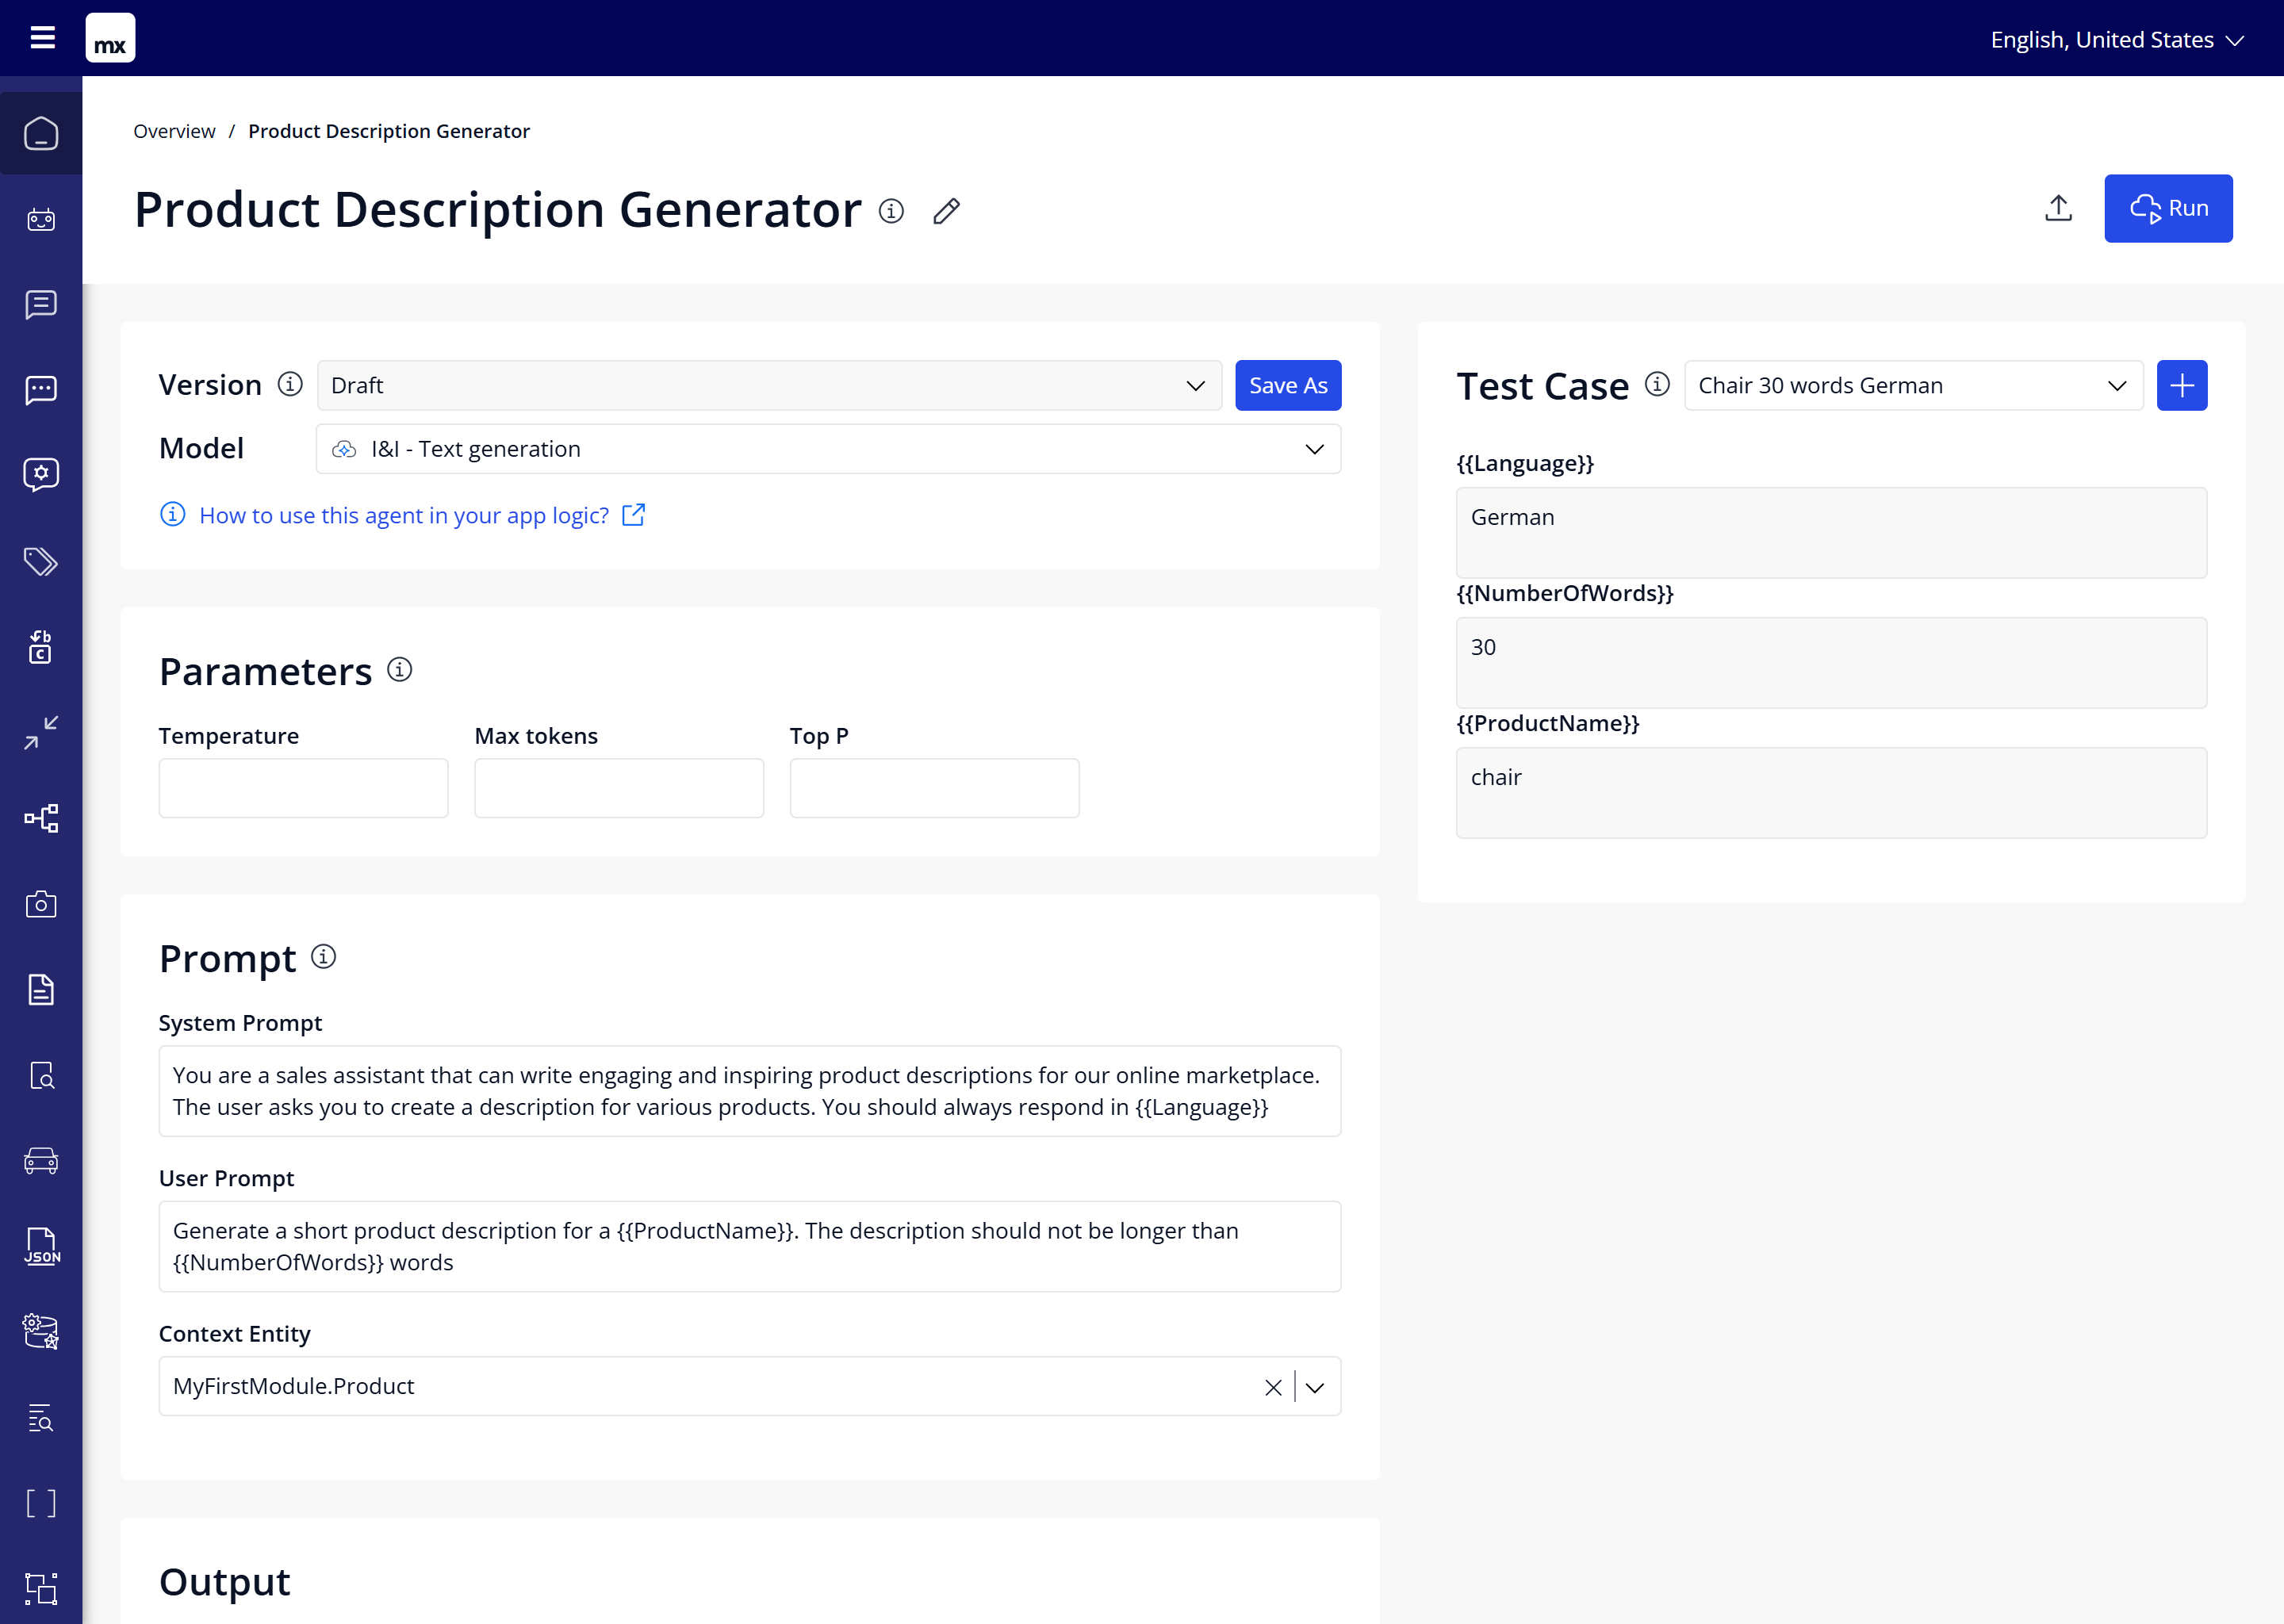 mx
English, United States
Overview / Product Description Generator
Product Description Generator
Run
Version
Draft
Save As
Model
I&I - Text generation
How to use this agent in your app logic?
Parameters
Temperature
Max tokens
Top P
Prompt
System Prompt
You are a sales assistant that can write engaging and inspiring product descriptions for our online marketplace.
The user asks you to create a description for various products. You should always respond in {{Language}}
User Prompt
Generate a short product description for a {{ProductName}}. The description should not be longer than
{{NumberOfWords}} words
Context Entity
MyFirstModule.Product
Output
Test Case
Chair 30 words German
{{Language}}
German
{{NumberOfWords}}
30
{{ProductName}}
chair
b
c
JSON